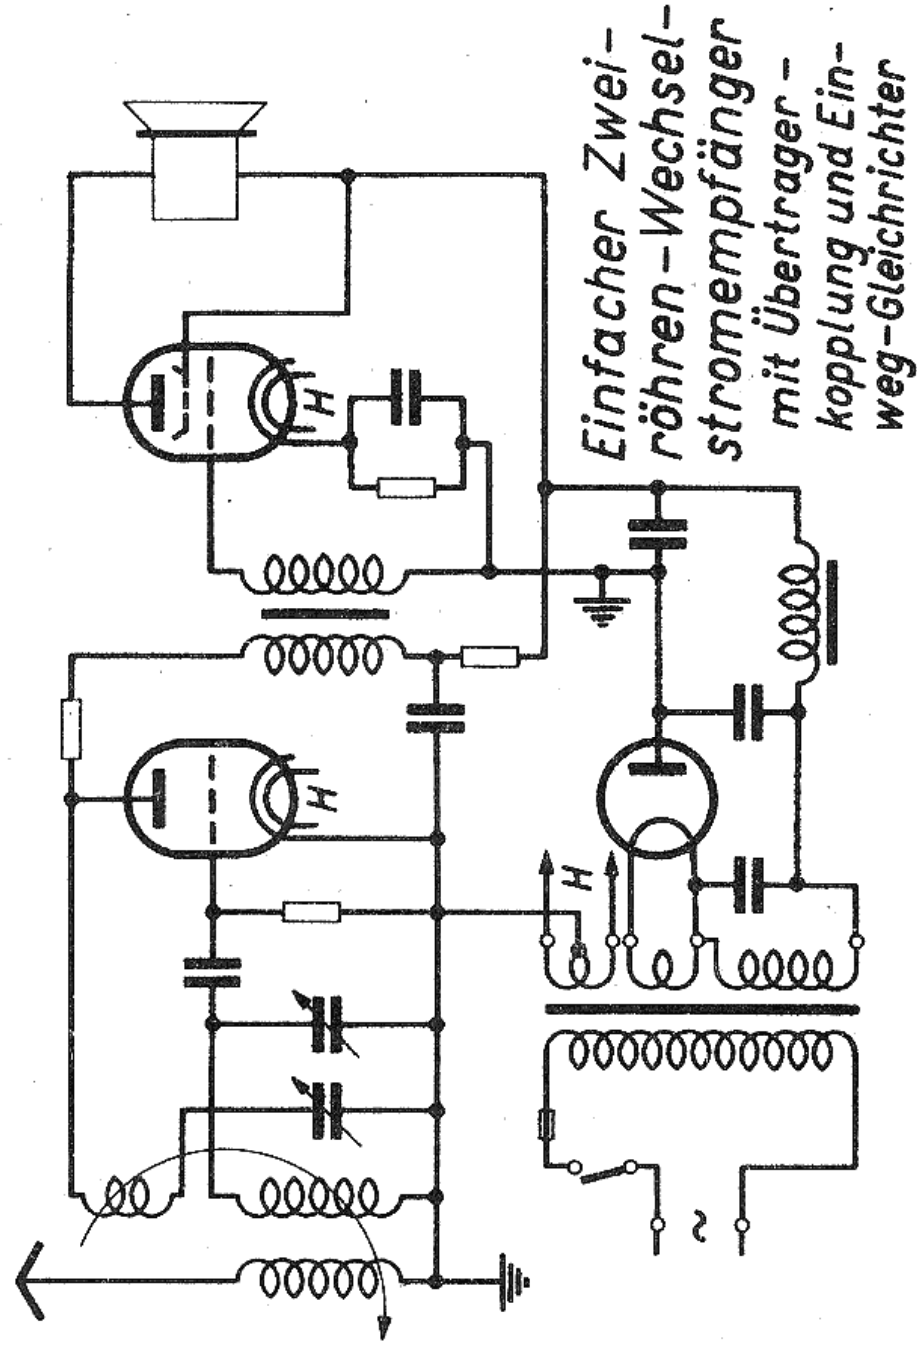 Einfacher Zwei-
röhren-Wechsel-
stromempfänger
mit Übertrager-
kopplung und Ein-
weg-Gleichrichter
H
H
H
~